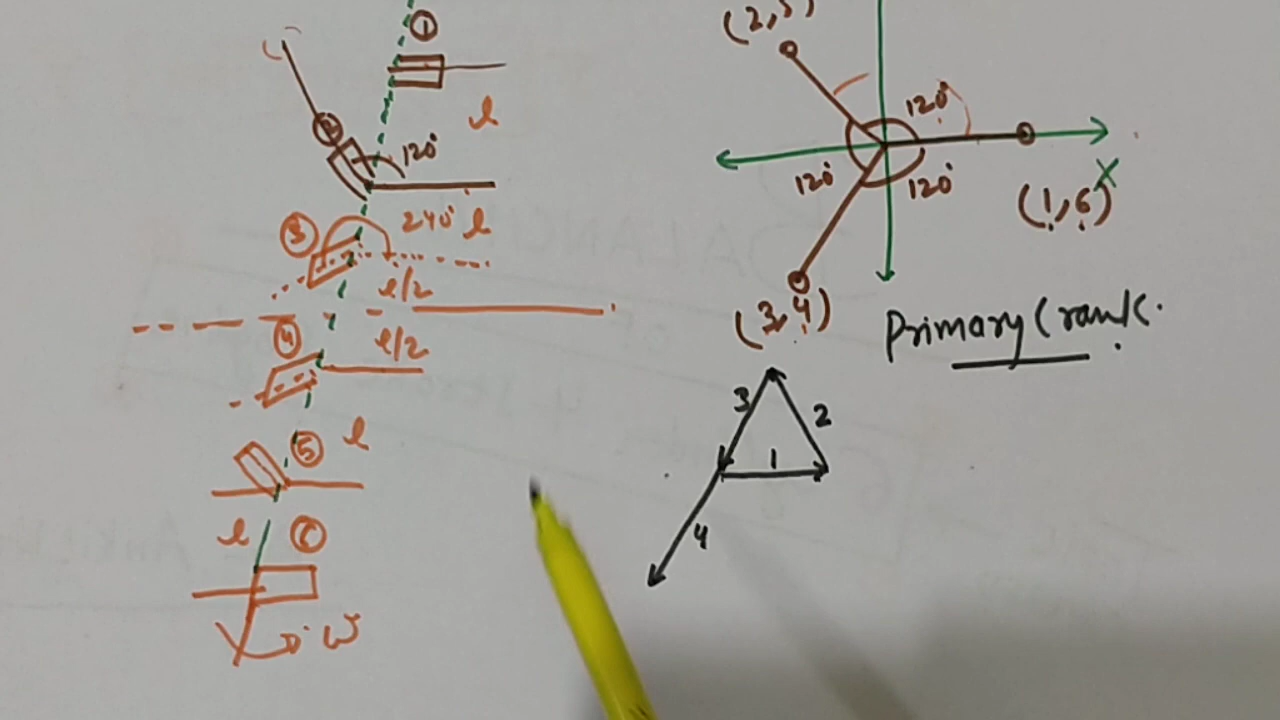 ①
l
②
120°
240° l
③
l/2
④
l/2
⑤
l
l
⑥
ω
(2,5)
120°
120°
120°
X
(1,6)
(3,4)
Primary Crank.
3
2
1
4